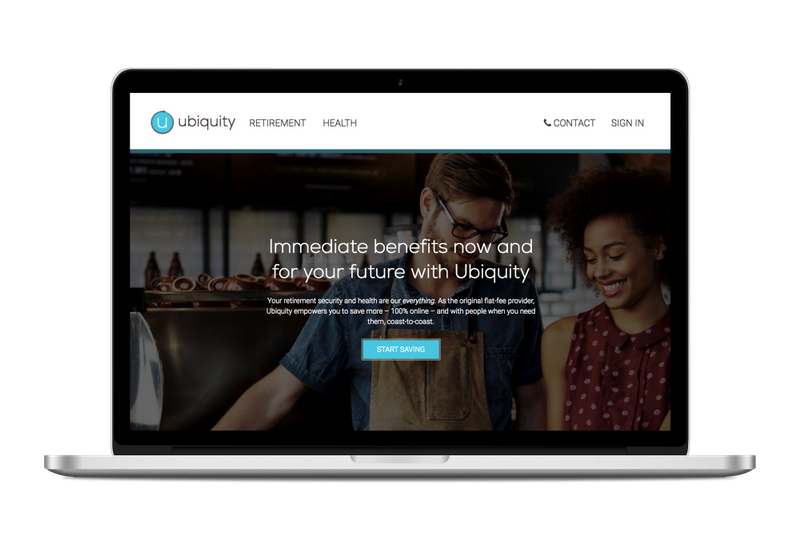 u ubiquity RETIREMENT HEALTH CONTACT SIGN IN
Immediate benefits now and
for your future with Ubiquity
Your retirement security and health are our everything. As the original flat-fee provider,
Ubiquity empowers you to save more – 100% online – and with people when you need
them, coast-to-coast.
START SAVING